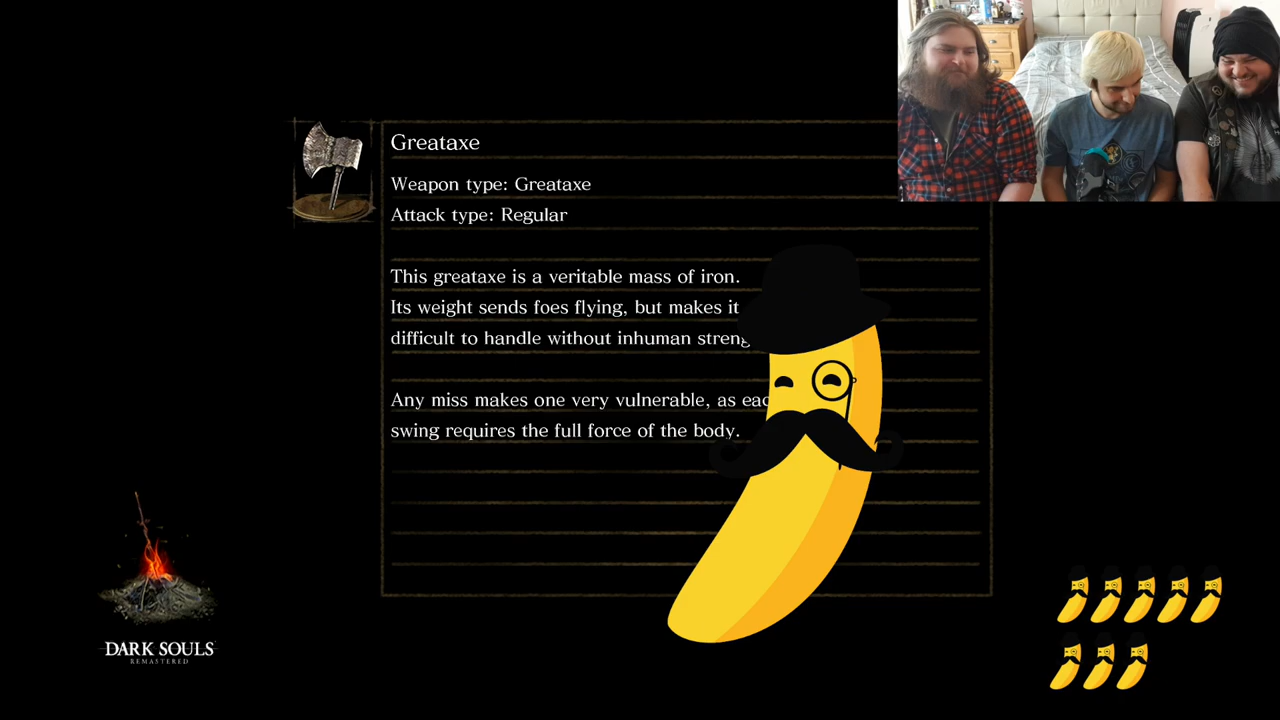 Greataxe
Weapon type: Greataxe
Attack type: Regular
This greataxe is a veritable mass of iron.
Its weight sends foes flying, but makes it
difficult to handle without inhuman streng
Any miss makes one very vulnerable, as eac
swing requires the full force of the body.
DARK SOULS
REMASTERED